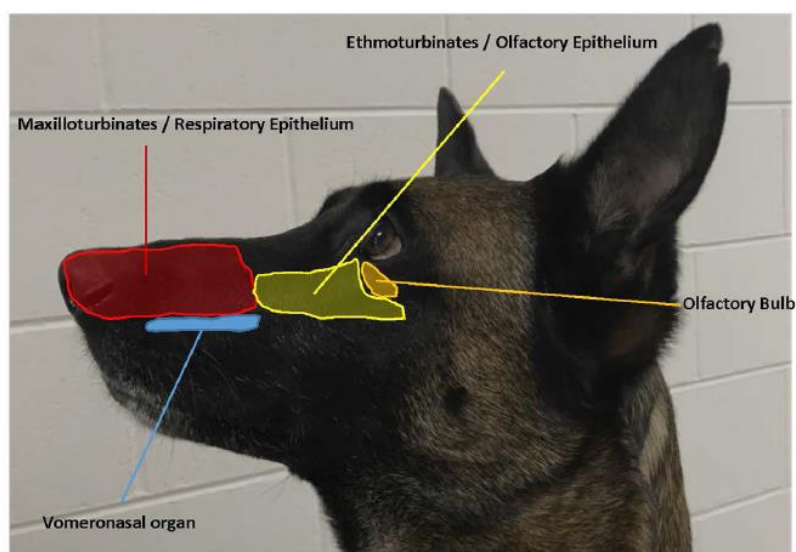 Ethmoturbinates / Olfactory Epithelium
Maxilloturbinates / Respiratory Epithelium
Olfactory Bulb
Vomeronasal organ